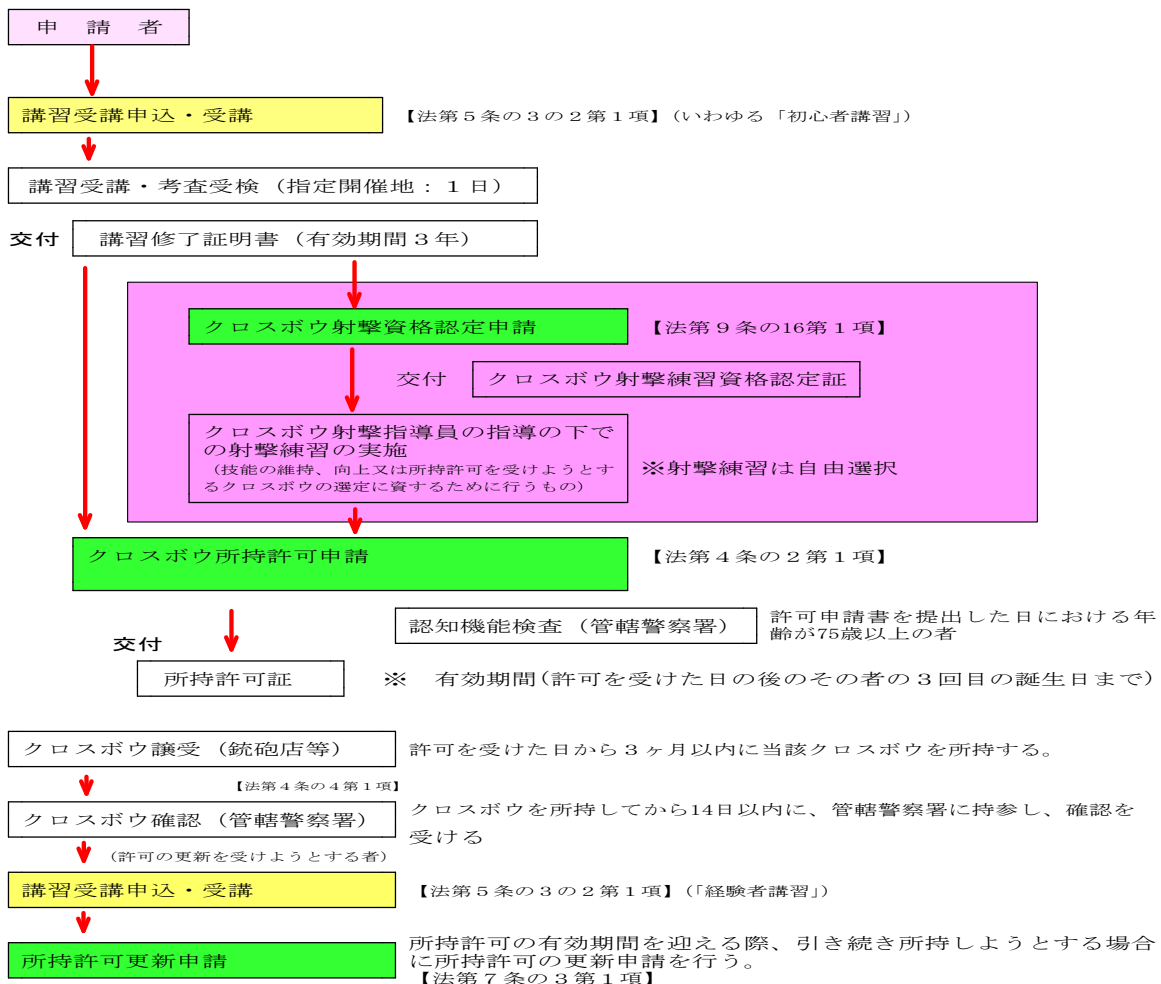 申　請　者
講習受講申込・受講
【法第５条の３の２第１項】（いわゆる「初心者講習」）
講習受講・考査受検（指定開催地：１日）
交付
講習修了証明書（有効期間３年）
クロスボウ射撃資格認定申請
【法第９条の16第１項】
交付
クロスボウ射撃練習資格認定証
クロスボウ射撃指導員の指導の下で
の射撃練習の実施
（技能の維持、向上又は所持許可を受けようとす
るクロスボウの選定に資するために行うもの）
※射撃練習は自由選択
クロスボウ所持許可申請
【法第４条の２第１項】
認知機能検査（管轄警察署）
許可申請書を提出した日における年
齢が75歳以上の者
交付
所持許可証
※　有効期間（許可を受けた日の後のその者の３回目の誕生日まで）
クロスボウ譲受（銃砲店等）
許可を受けた日から３ヶ月以内に当該クロスボウを所持する。
【法第４条の４第１項】
クロスボウ確認（管轄警察署）
クロスボウを所持してから14日以内に、管轄警察署に持参し、確認を
受ける
（許可の更新を受けようとする者）
講習受講申込・受講
【法第５条の３の２第１項】（「経験者講習」）
所持許可更新申請
所持許可の有効期間を迎える際、引き続き所持しようとする場合
に所持許可の更新申請を行う。
【法第７条の３第１項】